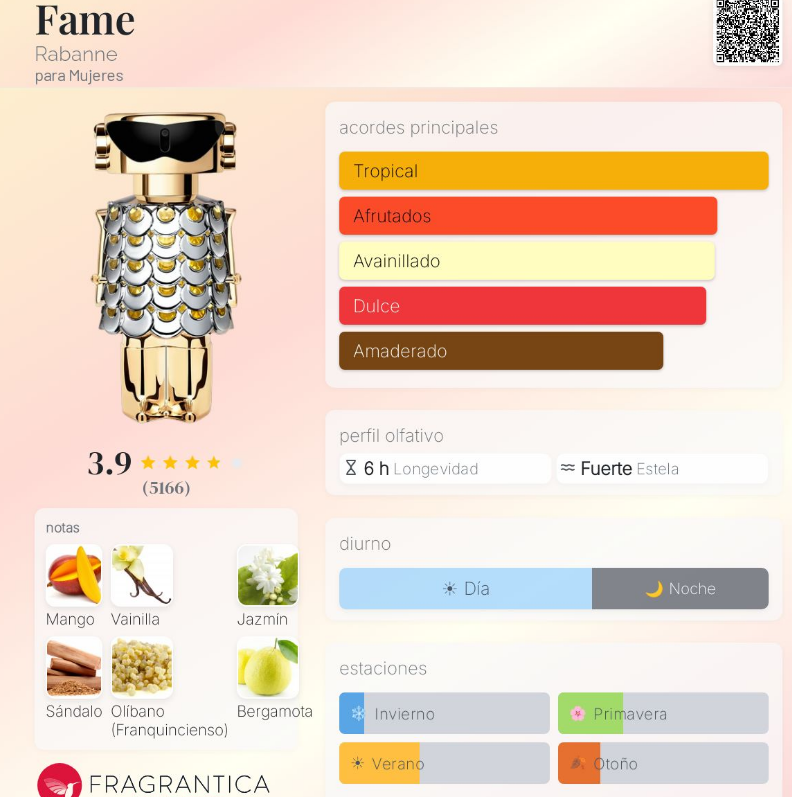 Fame
Rabanne
para Mujeres
3.9
(5166)
notas
Mango Vainilla Jazmín
Sándalo Olíbano Bergamota
(Franquincienso)
FRAGRANTICA
acordes principales
Tropical
Afrutados
Avainillado
Dulce
Amaderado
perfil olfativo
6 h Longevidad Fuerte Estela
diurno
Día Noche
estaciones
Invierno Primavera
Verano Otoño